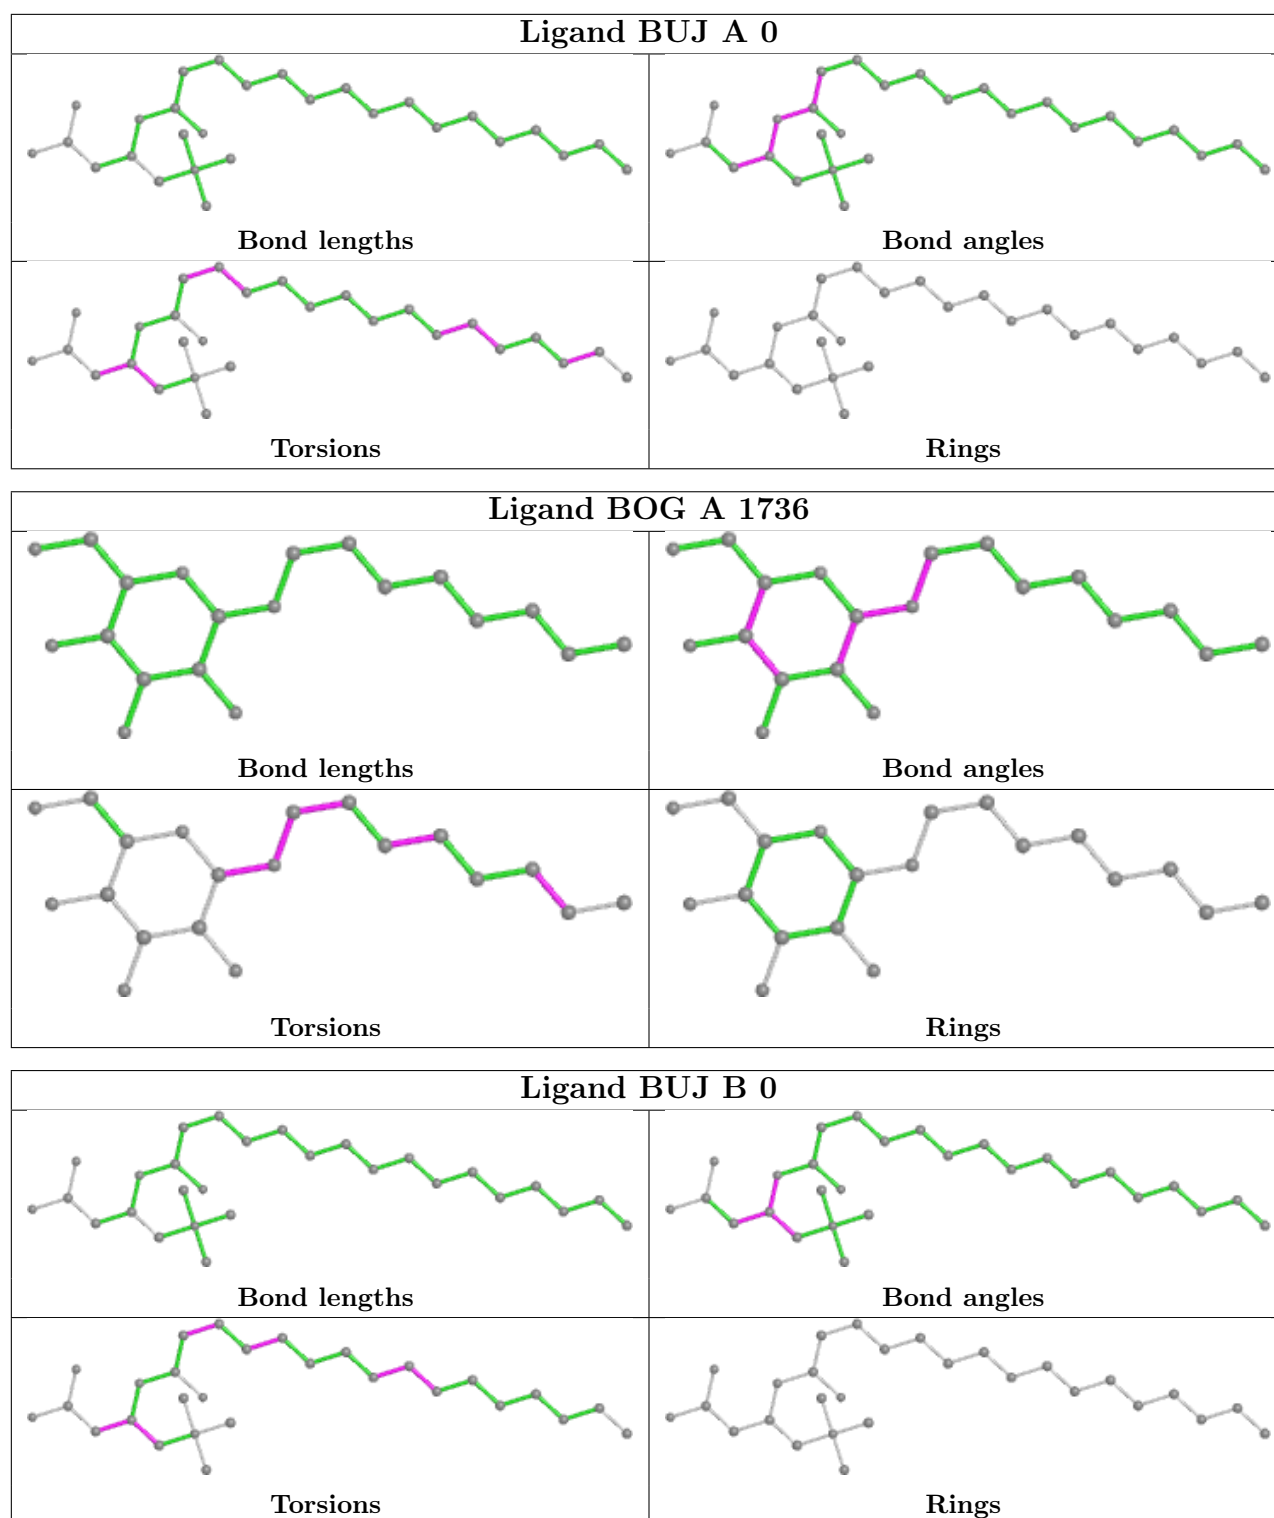 Ligand BUJ A 0
Bond lengths
Bond angles
Torsions
Rings
Ligand BOG A 1736
Bond lengths
Bond angles
Torsions
Rings
Ligand BUJ B 0
Bond lengths
Bond angles
Torsions
Rings